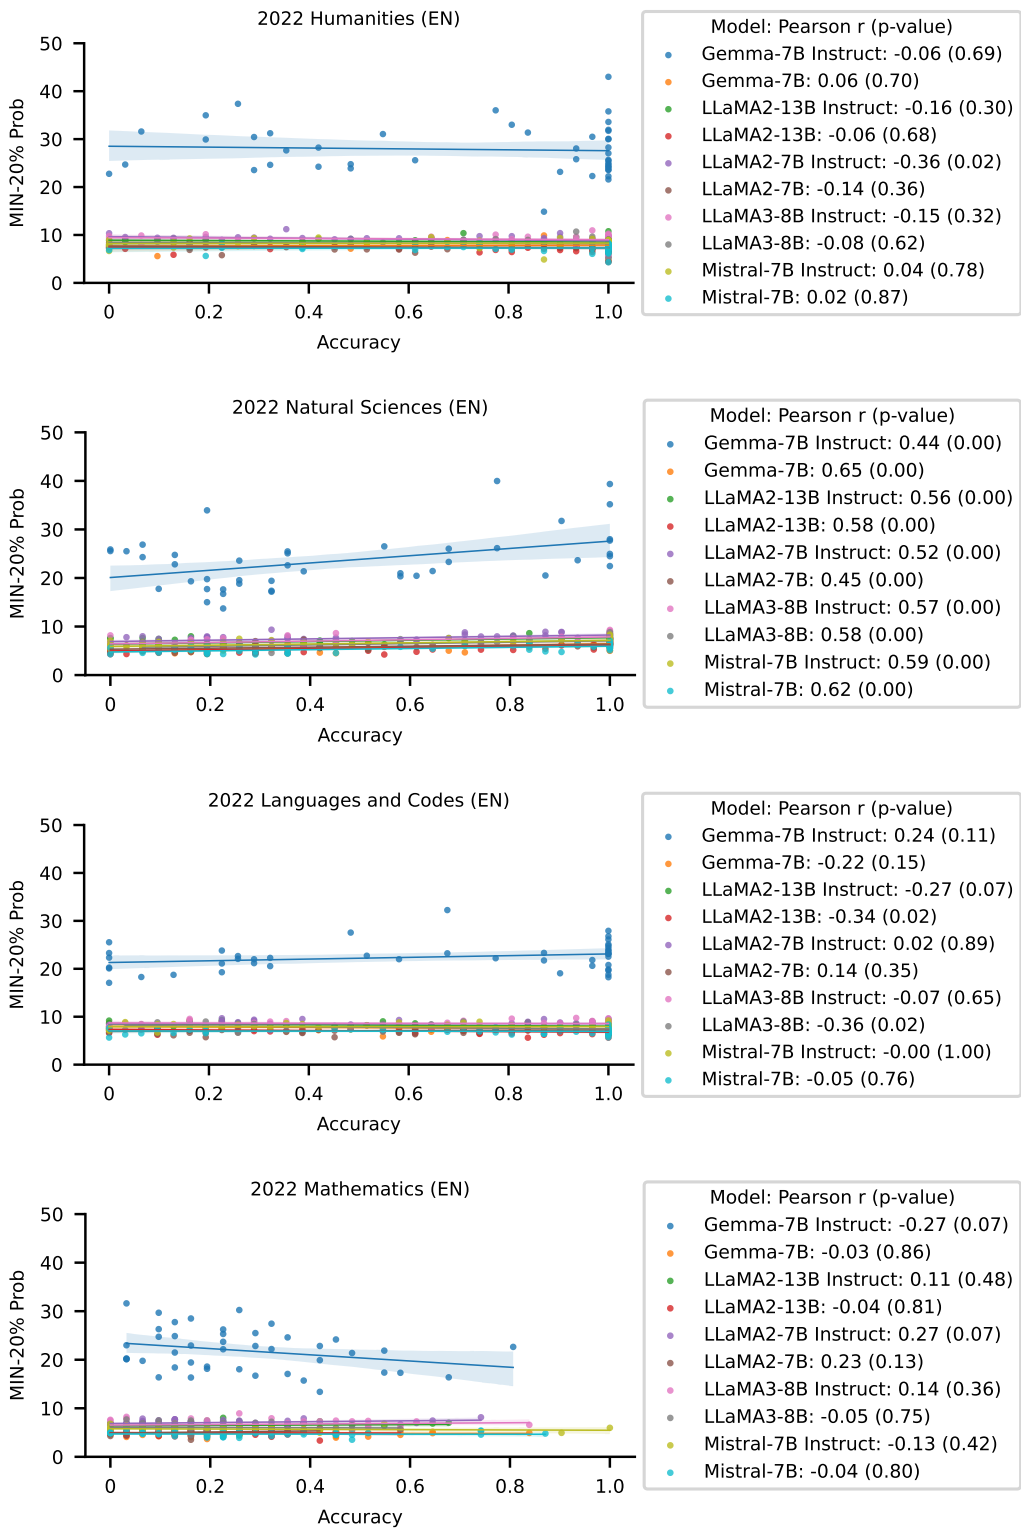 2022 Humanities (EN)
MIN-20% Prob
50
40
30
20
10
0
0
0.2
0.4
0.6
0.8
1.0
Accuracy
Model: Pearson r (p-value)
Gemma-7B Instruct: -0.06 (0.69)
Gemma-7B: 0.06 (0.70)
LLaMA2-13B Instruct: -0.16 (0.30)
LLaMA2-13B: -0.06 (0.68)
LLaMA2-7B Instruct: -0.36 (0.02)
LLaMA2-7B: -0.14 (0.36)
LLaMA3-8B Instruct: -0.15 (0.32)
LLaMA3-8B: -0.08 (0.62)
Mistral-7B Instruct: 0.04 (0.78)
Mistral-7B: 0.02 (0.87)
2022 Natural Sciences (EN)
MIN-20% Prob
50
40
30
20
10
0
0
0.2
0.4
0.6
0.8
1.0
Accuracy
Model: Pearson r (p-value)
Gemma-7B Instruct: 0.44 (0.00)
Gemma-7B: 0.65 (0.00)
LLaMA2-13B Instruct: 0.56 (0.00)
LLaMA2-13B: 0.58 (0.00)
LLaMA2-7B Instruct: 0.52 (0.00)
LLaMA2-7B: 0.45 (0.00)
LLaMA3-8B Instruct: 0.57 (0.00)
LLaMA3-8B: 0.58 (0.00)
Mistral-7B Instruct: 0.59 (0.00)
Mistral-7B: 0.62 (0.00)
2022 Languages and Codes (EN)
MIN-20% Prob
50
40
30
20
10
0
0
0.2
0.4
0.6
0.8
1.0
Accuracy
Model: Pearson r (p-value)
Gemma-7B Instruct: 0.24 (0.11)
Gemma-7B: -0.22 (0.15)
LLaMA2-13B Instruct: -0.27 (0.07)
LLaMA2-13B: -0.34 (0.02)
LLaMA2-7B Instruct: 0.02 (0.89)
LLaMA2-7B: 0.14 (0.35)
LLaMA3-8B Instruct: -0.07 (0.65)
LLaMA3-8B: -0.36 (0.02)
Mistral-7B Instruct: -0.00 (1.00)
Mistral-7B: -0.05 (0.76)
2022 Mathematics (EN)
MIN-20% Prob
50
40
30
20
10
0
0
0.2
0.4
0.6
0.8
1.0
Accuracy
Model: Pearson r (p-value)
Gemma-7B Instruct: -0.27 (0.07)
Gemma-7B: -0.03 (0.86)
LLaMA2-13B Instruct: 0.11 (0.48)
LLaMA2-13B: -0.04 (0.81)
LLaMA2-7B Instruct: 0.27 (0.07)
LLaMA2-7B: 0.23 (0.13)
LLaMA3-8B Instruct: 0.14 (0.36)
LLaMA3-8B: -0.05 (0.75)
Mistral-7B Instruct: -0.13 (0.42)
Mistral-7B: -0.04 (0.80)